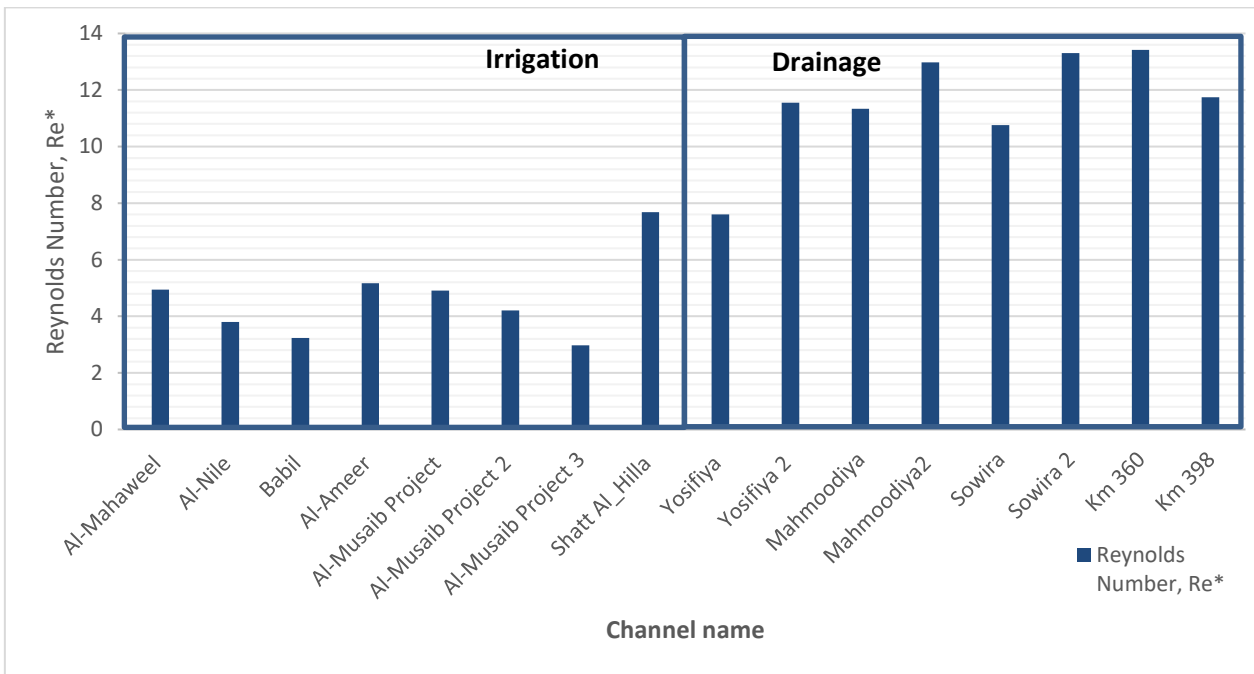 Irrigation
Drainage
Reynolds Number, Re*
14
12
10
8
6
4
2
0
Al-Mahaweel
Al-Nile
Babil
Al-Ameer
Al-Musaib Project
Al-Musaib Project 2
Al-Musaib Project 3
Shatt Al_Hilla
Yosifiya
Yosifiya 2
Mahmoodiya
Mahmoodiya2
Sowira
Sowira 2
Km 360
Km 398
Reynolds
Number, Re*
Channel name